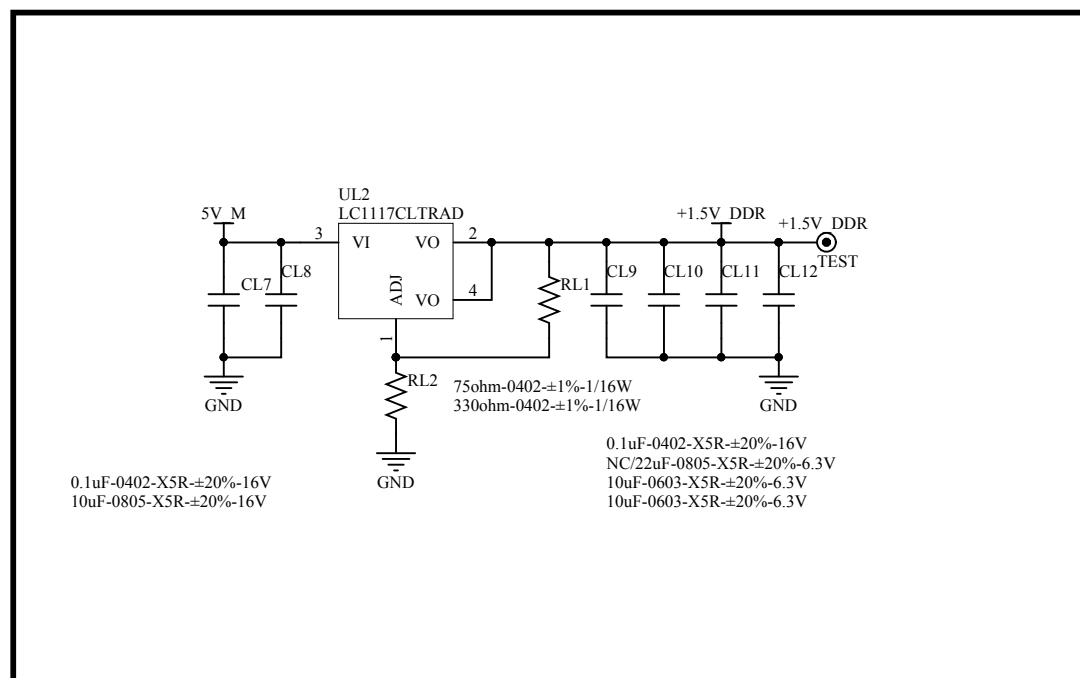 UL2
LC1117CLTRAD
5V_M
3
VI
VO
2
ADJ
VO
4
1
+1.5V_DDR
+1.5V_DDR
TEST
CL7
CL8
RL1
CL9
CL10
CL11
CL12
GND
RL2
75ohm-0402-±1%-1/16W
330ohm-0402-±1%-1/16W
GND
GND
0.1uF-0402-X5R-±20%-16V
10uF-0805-X5R-±20%-16V
0.1uF-0402-X5R-±20%-16V
NC/22uF-0805-X5R-±20%-6.3V
10uF-0603-X5R-±20%-6.3V
10uF-0603-X5R-±20%-6.3V